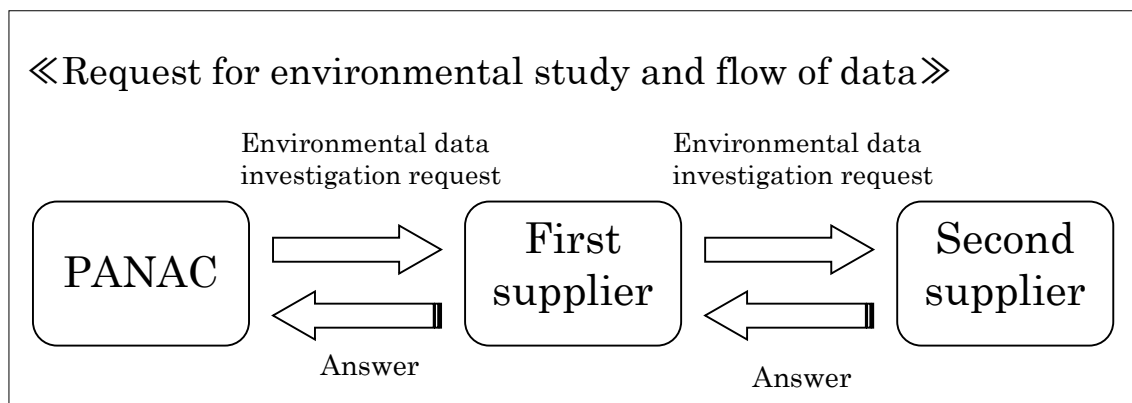 ≪Request for environmental study and flow of data≫
Environmental data
investigation request
Environmental data
investigation request
PANAC
First
supplier
Second
supplier
Answer
Answer